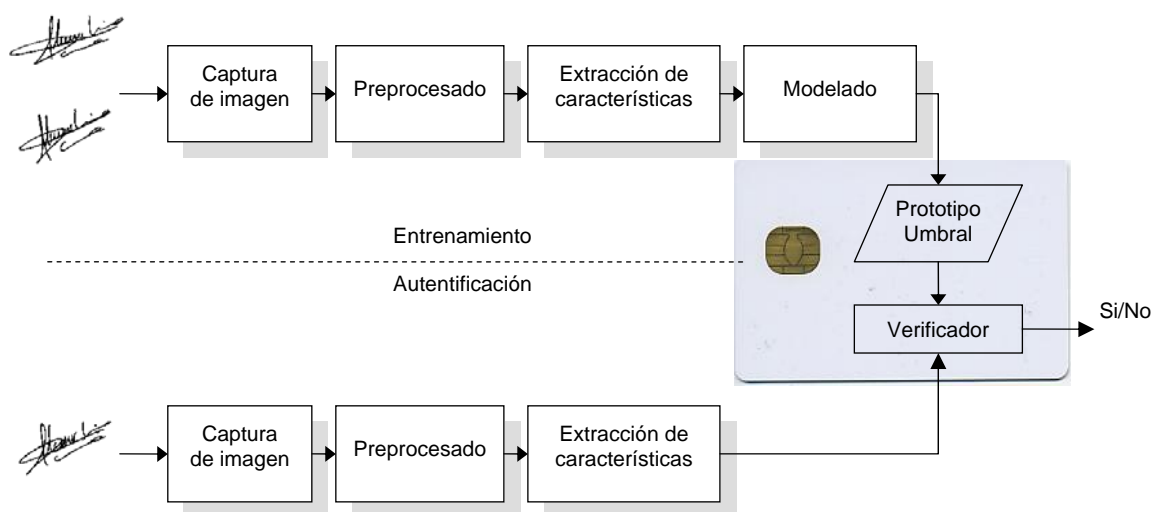 Captura
de imagen
Preprocesado
Extracción de
características
Modelado
Prototipo
Umbral
Entrenamiento
Autentificación
Verificador
Si/No
Captura
de imagen
Preprocesado
Extracción de
características